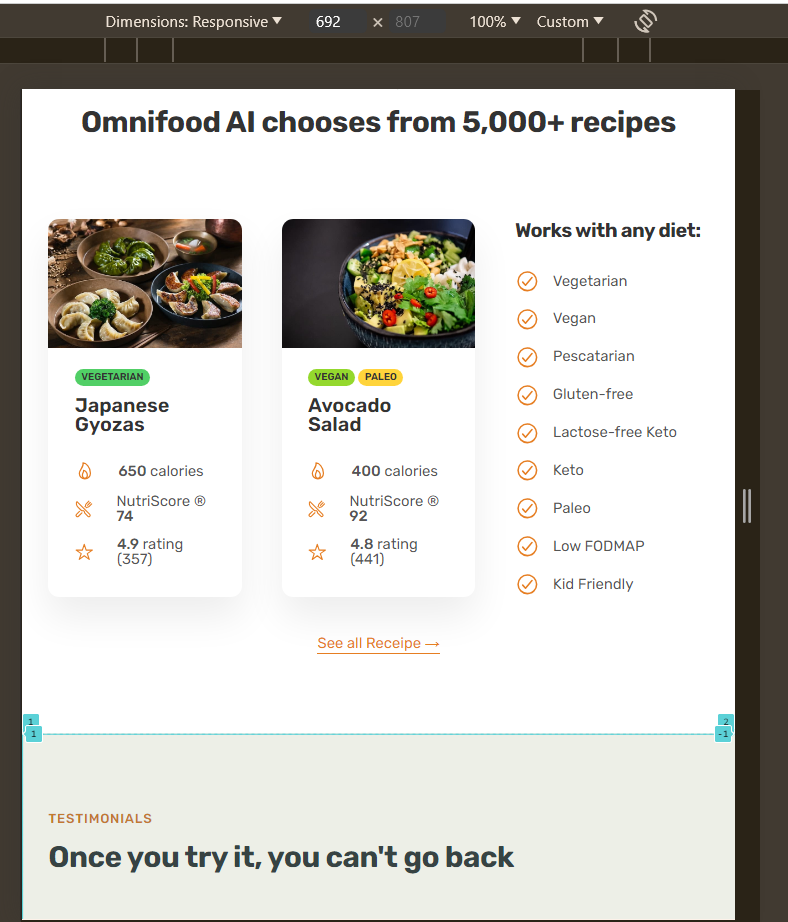 Dimensions: Responsive 692 × 807 100% Custom
Omnifood AI chooses from 5,000+ recipes
VEGETARIAN
Japanese
Gyozas
650 calories
NutriScore ®
74
4.9 rating
(357)
VEGAN PALEO
Avocado
Salad
400 calories
NutriScore ®
92
4.8 rating
(441)
Works with any diet:
Vegetarian
Vegan
Pescatarian
Gluten-free
Lactose-free Keto
Keto
Paleo
Low FODMAP
Kid Friendly
See all Receipe →
1 2
1 -1
TESTIMONIALS
Once you try it, you can't go back